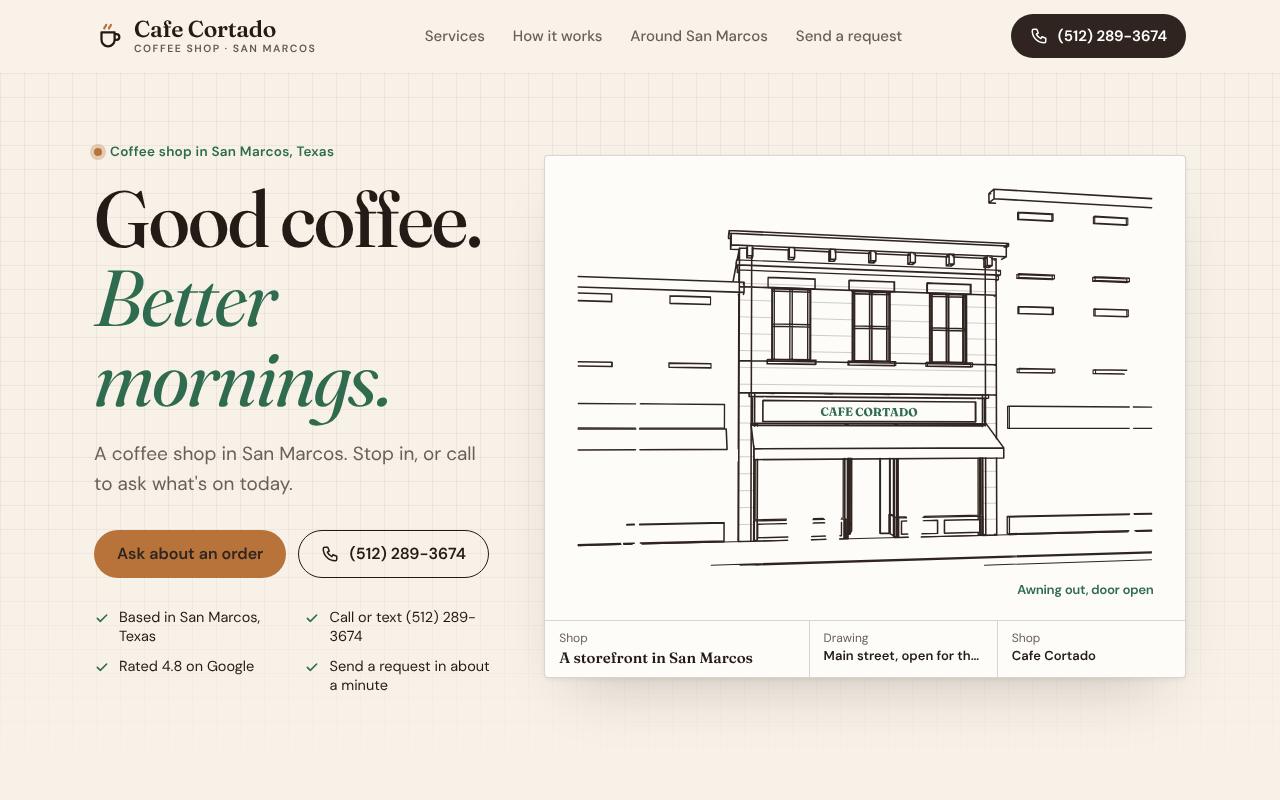 Cafe Cortado
COFFEE SHOP · SAN MARCOS
Services
How it works
Around San Marcos
Send a request
(512) 289-3674
Coffee shop in San Marcos, Texas
Good coffee.
Better
mornings.
A coffee shop in San Marcos. Stop in, or call
to ask what's on today.
Ask about an order
(512) 289-3674
Based in San Marcos,
Texas
Call or text (512) 289-
3674
Rated 4.8 on Google
Send a request in about
a minute
CAFE CORTADO
Awning out, door open
Shop
A storefront in San Marcos
Drawing
Main street, open for th…
Shop
Cafe Cortado